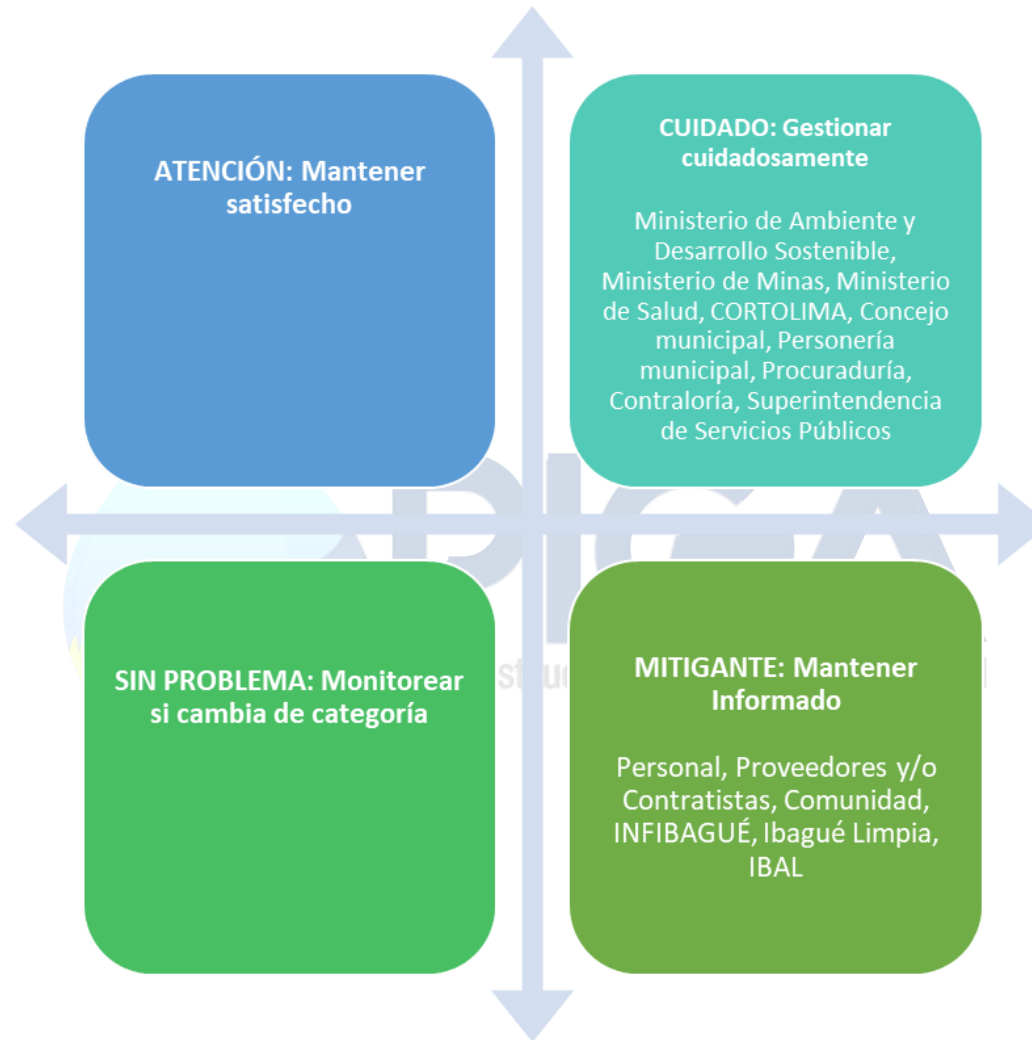 ATENCIÓN: Mantener
satisfecho
CUIDADO: Gestionar
cuidadosamente
Ministerio de Ambiente y
Desarrollo Sostenible,
Ministerio de Minas, Ministerio
de Salud, CORTOLIMA, Concejo
municipal, Personería
municipal, Procuraduría,
Contraloría, Superintendencia
de Servicios Públicos
SIN PROBLEMA: Monitorear
si cambia de categoría
MITIGANTE: Mantener
Informado
Personal, Proveedores y/o
Contratistas, Comunidad,
INFIBAGUÉ, Ibagué Limpia,
IBAL